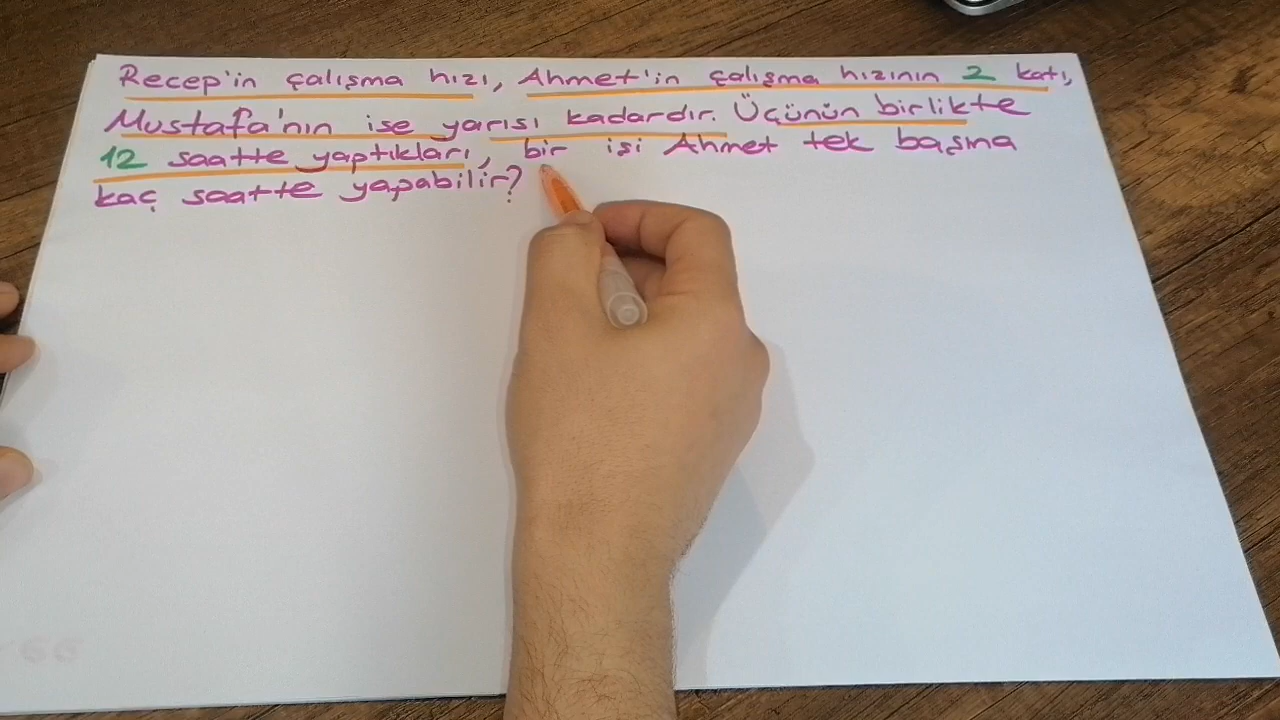 Recep'in çalışma hızı, Ahmet'in çalışma hızının 2 katı,
Mustafa'nın ise yarısı kadardır. Üçünün birlikte
12 saatte yaptıkları, bir işi Ahmet tek başına
kaç saatte yapabilir?